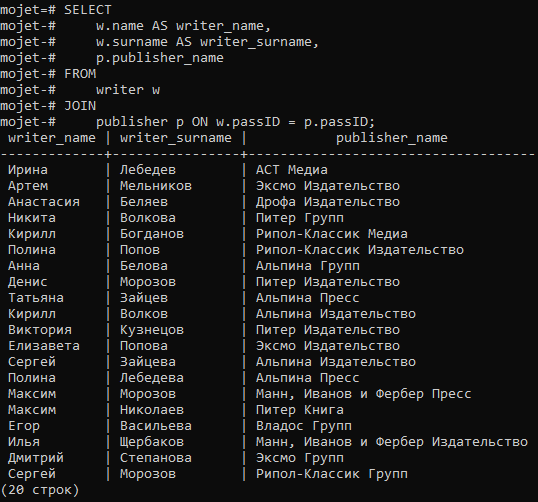 mojet=# SELECT
mojet-#     w.name AS writer_name,
mojet-#     w.surname AS writer_surname,
mojet-#     p.publisher_name
mojet-# FROM
mojet-#     writer w
mojet-# JOIN
mojet-#     publisher p ON w.passID = p.passID;
 writer_name | writer_surname |           publisher_name
-------------+----------------+------------------------------------
 Ирина       | Лебедев        | АСТ Медиа
 Артем       | Мельников      | Эксмо Издательство
 Анастасия   | Беляев         | Дрофа Издательство
 Никита      | Волкова        | Питер Групп
 Кирилл      | Богданов       | Рипол-Классик Медиа
 Полина      | Попов          | Рипол-Классик Издательство
 Анна        | Белова         | Альпина Групп
 Денис       | Морозов        | Питер Издательство
 Татьяна     | Зайцев         | Альпина Пресс
 Кирилл      | Волков         | Альпина Издательство
 Виктория    | Кузнецов       | Питер Издательство
 Елизавета   | Попова         | Эксмо Издательство
 Сергей      | Зайцева        | Альпина Издательство
 Полина      | Лебедева       | Альпина Пресс
 Максим      | Морозов        | Манн, Иванов и Фербер Пресс
 Максим      | Николаев       | Питер Книга
 Егор        | Васильева      | Владос Групп
 Илья        | Щербаков       | Манн, Иванов и Фербер Издательство
 Дмитрий     | Степанова      | Эксмо Групп
 Сергей      | Морозов        | Рипол-Классик Групп
(20 строк)